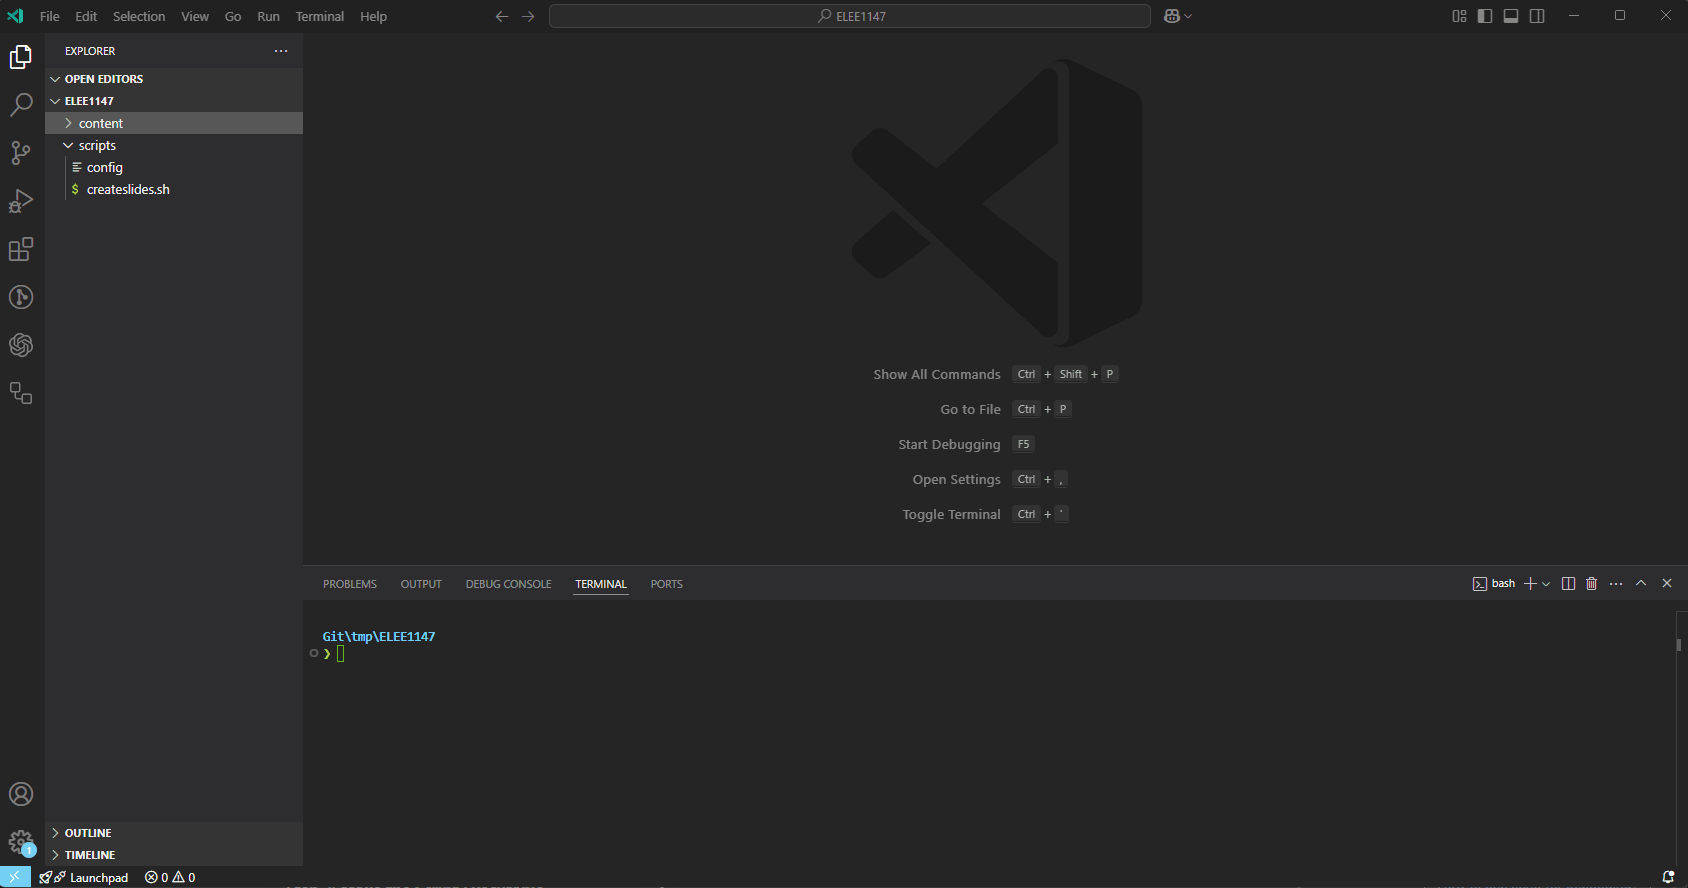 File Edit Selection View Go Run Terminal Help ELEE1147
EXPLORER
OPEN EDITORS
ELEE1147
content
scripts
config
$ createslides.sh
Show All Commands Ctrl + Shift + P
Go to File Ctrl + P
Start Debugging F5
Open Settings Ctrl + ,
Toggle Terminal Ctrl + '
PROBLEMS OUTPUT DEBUG CONSOLE TERMINAL PORTS bash
Git\tmp\ELEE1147
❯
OUTLINE
1
TIMELINE
Launchpad 0 0